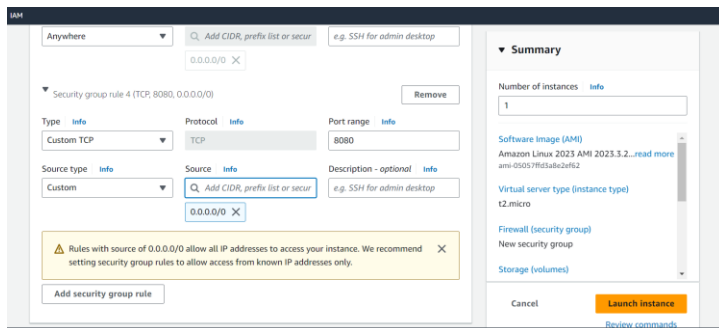 IAM
Anywhere
Add CIDR, prefix list or secur
e.g. SSH for admin desktop
0.0.0.0/0
Security group rule 4 (TCP, 8080, 0.0.0.0/0)
Remove
Type Info
Protocol Info
Port range Info
Custom TCP
TCP
8080
Source type Info
Source Info
Description - optional Info
Custom
Add CIDR, prefix list or secur
e.g. SSH for admin desktop
0.0.0.0/0
Rules with source of 0.0.0.0/0 allow all IP addresses to access your instance. We recommend
setting security group rules to allow access from known IP addresses only.
Add security group rule
Summary
Number of instances Info
1
Software Image (AMI)
Amazon Linux 2023 AMI 2023.3.2...read more
ami-05057ffd3a8e2ef62
Virtual server type (instance type)
t2.micro
Firewall (security group)
New security group
Storage (volumes)
Cancel
Launch instance
Review commands